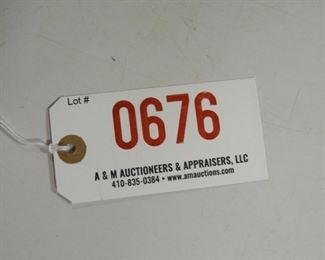 Lot #
0676
A & M AUCTIONEERS & APPRAISERS, LLC
410-835-0384 • www.amauctions.com